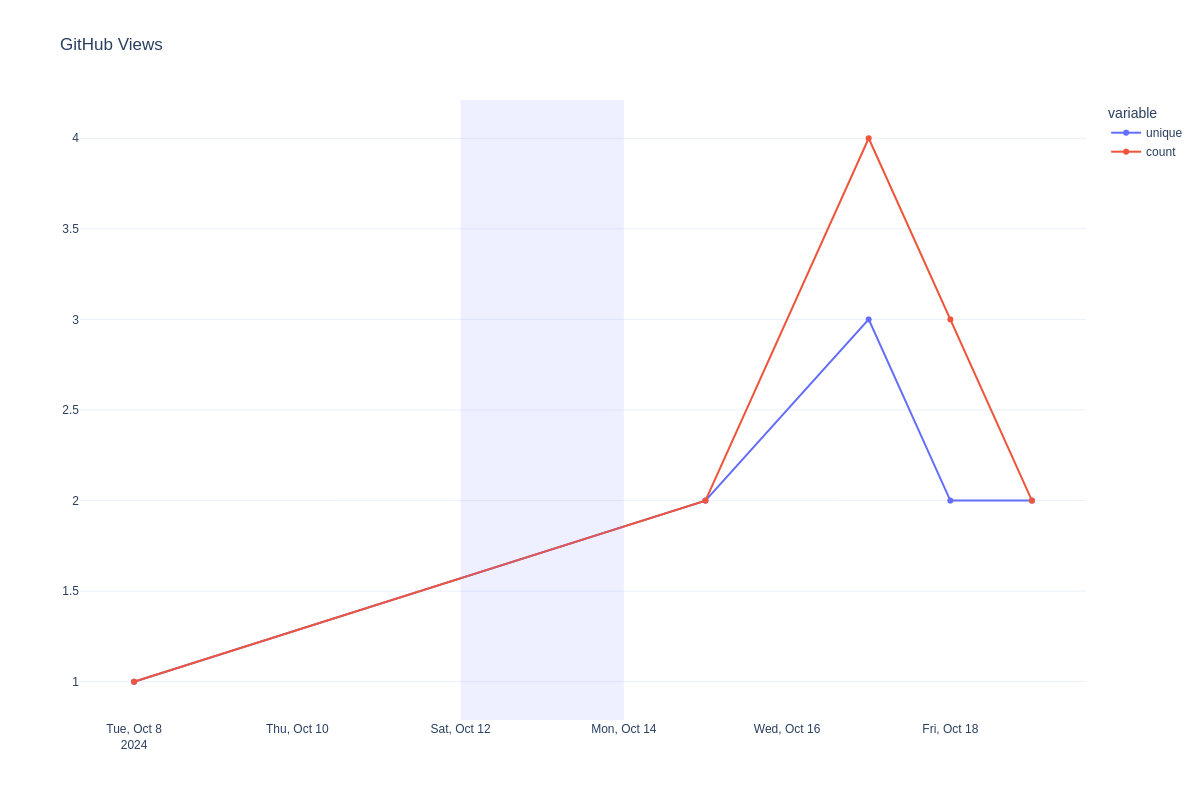 GitHub Views
variable
unique
count
4
3.5
3
2.5
2
1.5
1
Tue, Oct 8
2024
Thu, Oct 10
Sat, Oct 12
Mon, Oct 14
Wed, Oct 16
Fri, Oct 18